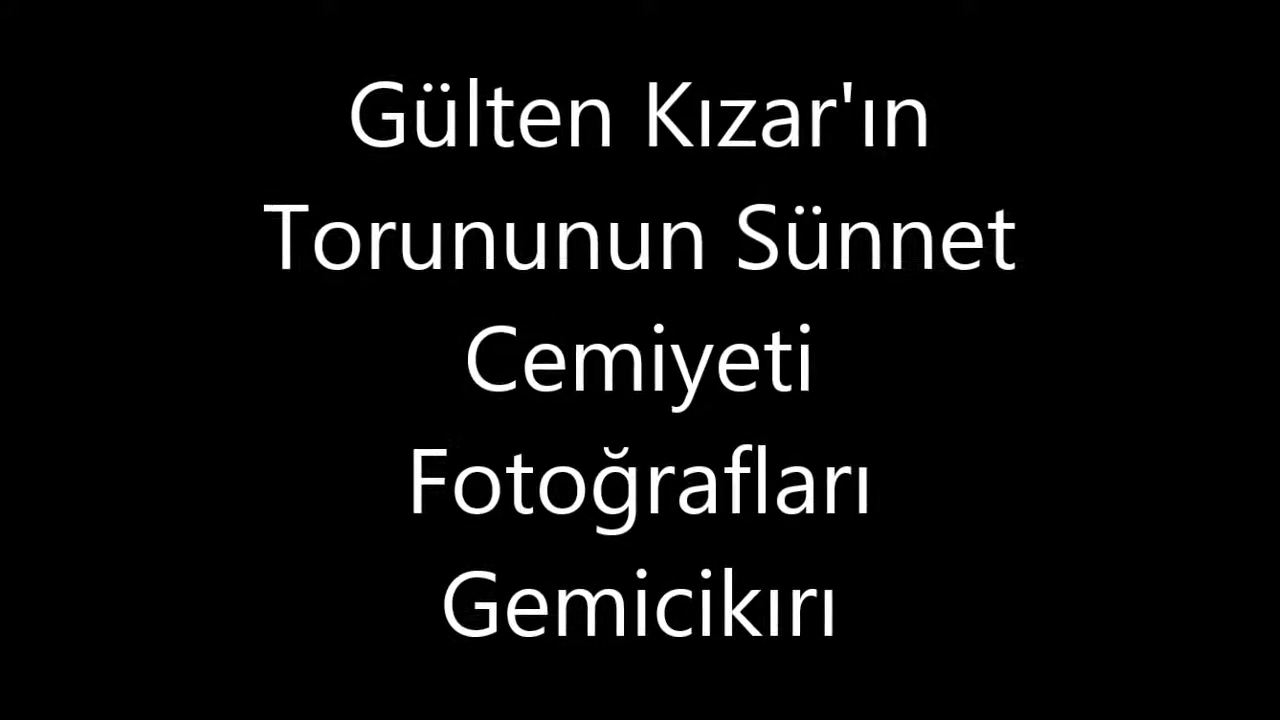 Gülten Kızar'ın
Torununun Sünnet
Cemiyeti
Fotoğrafları
Gemicikırı